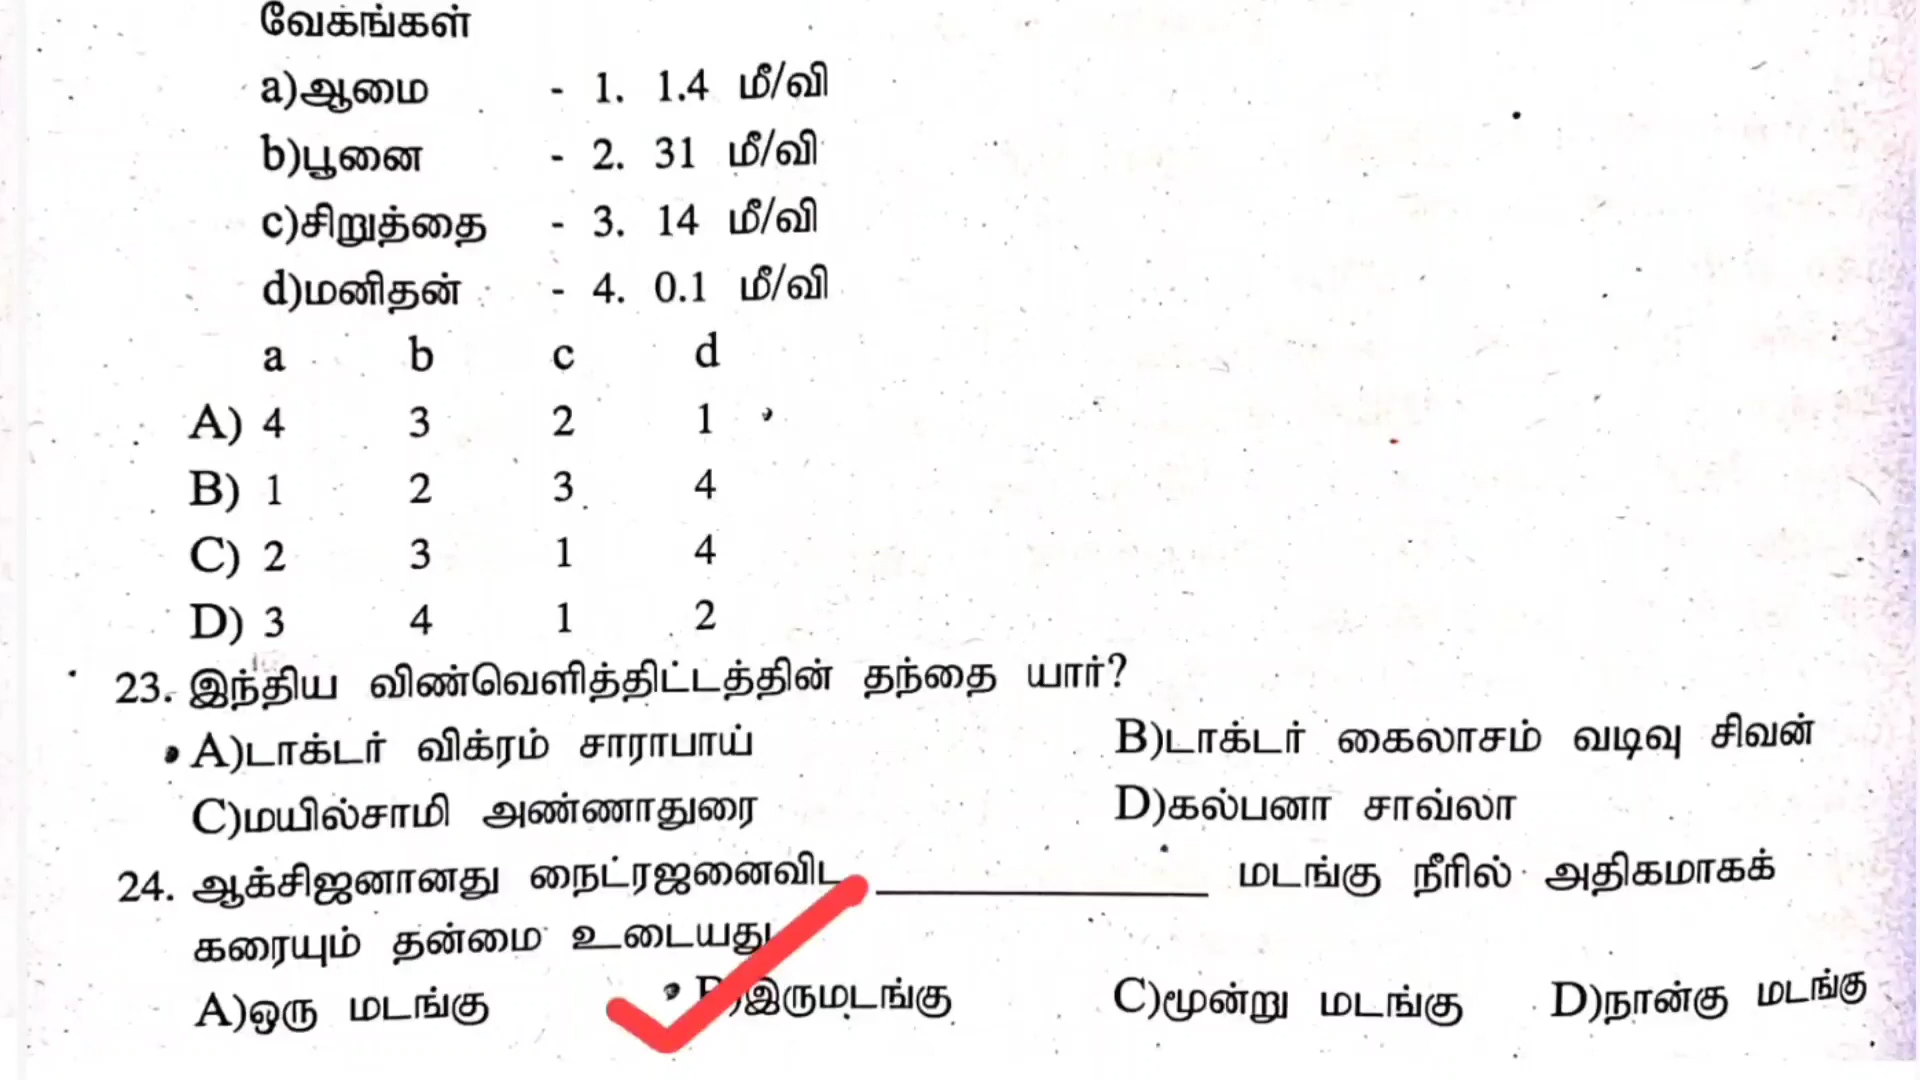 வேகங்கள்
a)ஆமை - 1. 1.4 மீ/வி
b)பூனை - 2. 31 மீ/வி
c)சிறுத்தை - 3. 14 மீ/வி
d)மனிதன் - 4. 0.1 மீ/வி
a b c d
A) 4 3 2 1
B) 1 2 3 4
C) 2 3 1 4
D) 3 4 1 2
23. இந்திய விண்வெளித்திட்டத்தின் தந்தை யார்?
A)டாக்டர் விக்ரம் சாராபாய் B)டாக்டர் கைலாசம் வடிவு சிவன்
C)மயில்சாமி அண்ணாதுரை D)கல்பனா சாவ்லா
24. ஆக்சிஜனானது நைட்ரஜனைவிட ____________ மடங்கு நீரில் அதிகமாகக்
கரையும் தன்மை உடையது
A)ஒரு மடங்கு B)இருமடங்கு C)மூன்று மடங்கு D)நான்கு மடங்கு